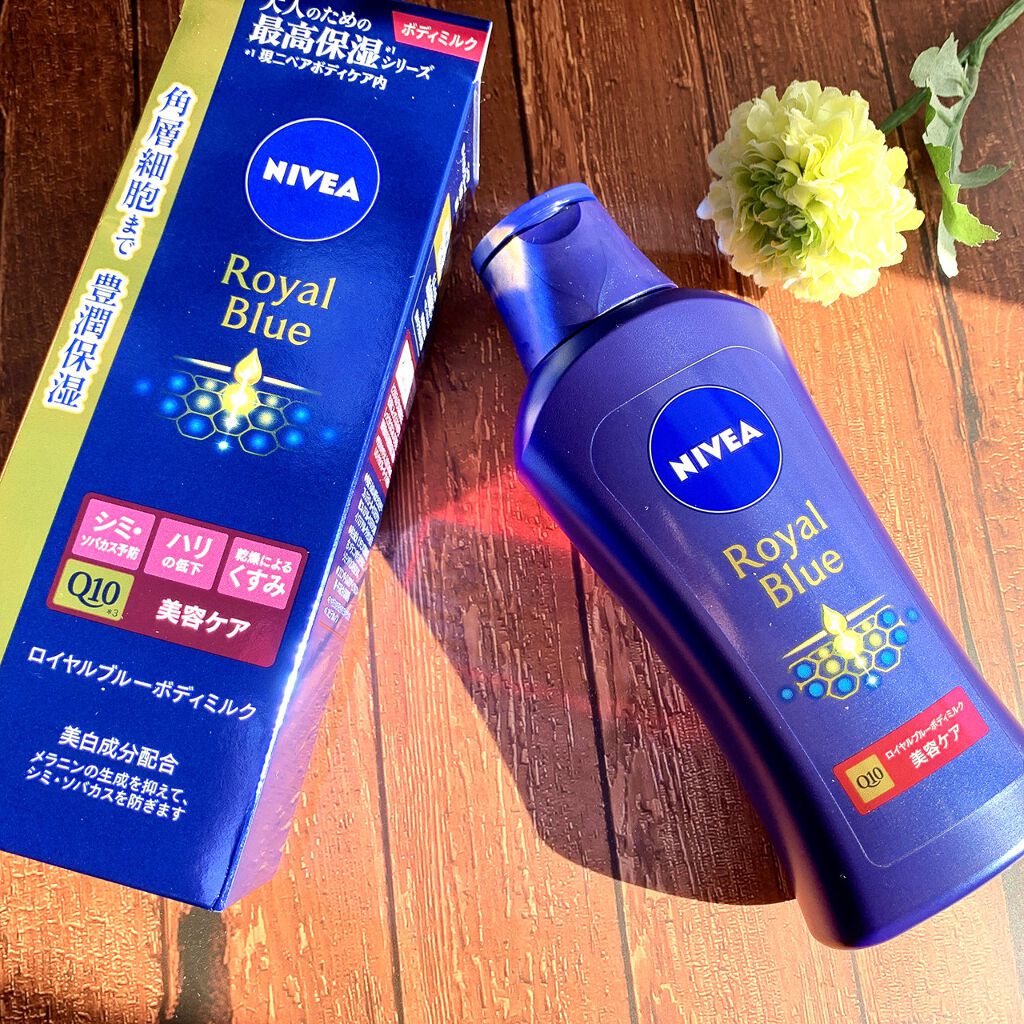 大人のための
最高保湿*1シリーズ
*1 現ニベアボディケア内
ボディミルク
角層細胞まで 豊潤保湿
NIVEA
Royal
Blue
シミ・
ソバカス予防
ハリ
の低下
乾燥による
くすみ
Q10
*3
美容ケア
ロイヤルブルーボディミルク
美白成分配合
メラニンの生成を抑えて、
シミ・ソバカスを防ぎます
NIVEA
Royal
Blue
Q10
ロイヤルブルーボディミルク
美容ケア